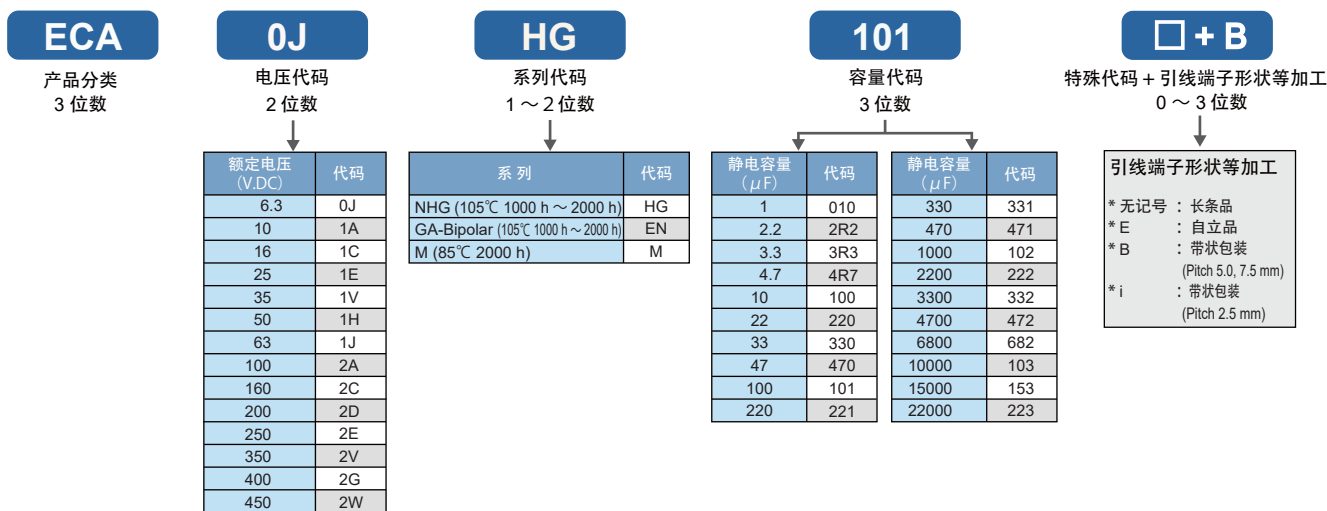 ECA 0J HG 101 □ + B
产品分类 电压代码 系列代码 容量代码 特殊代码 + 引线端子形状等加工
3 位数 2 位数 1 ～ 2 位数 3 位数 0 ～ 3 位数
额定电压
(V.DC) 代码
6.3 0J
10 1A
16 1C
25 1E
35 1V
50 1H
63 1J
100 2A
160 2C
200 2D
250 2E
350 2V
400 2G
450 2W
系 列 代码
NHG (105℃ 1000 h ～ 2000 h) HG
GA-Bipolar (105℃ 1000 h ～ 2000 h) EN
M (85℃ 2000 h) M
静电容量
(μF) 代码
1 010
2.2 2R2
3.3 3R3
4.7 4R7
10 100
22 220
33 330
47 470
100 101
220 221
静电容量
(μF) 代码
330 331
470 471
1000 102
2200 222
3300 332
4700 472
6800 682
10000 103
15000 153
22000 223
引线端子形状等加工
* 无记号 ： 长条品
* E ： 自立品
* B ： 带状包装
(Pitch 5.0, 7.5 mm)
* i ： 带状包装
(Pitch 2.5 mm)